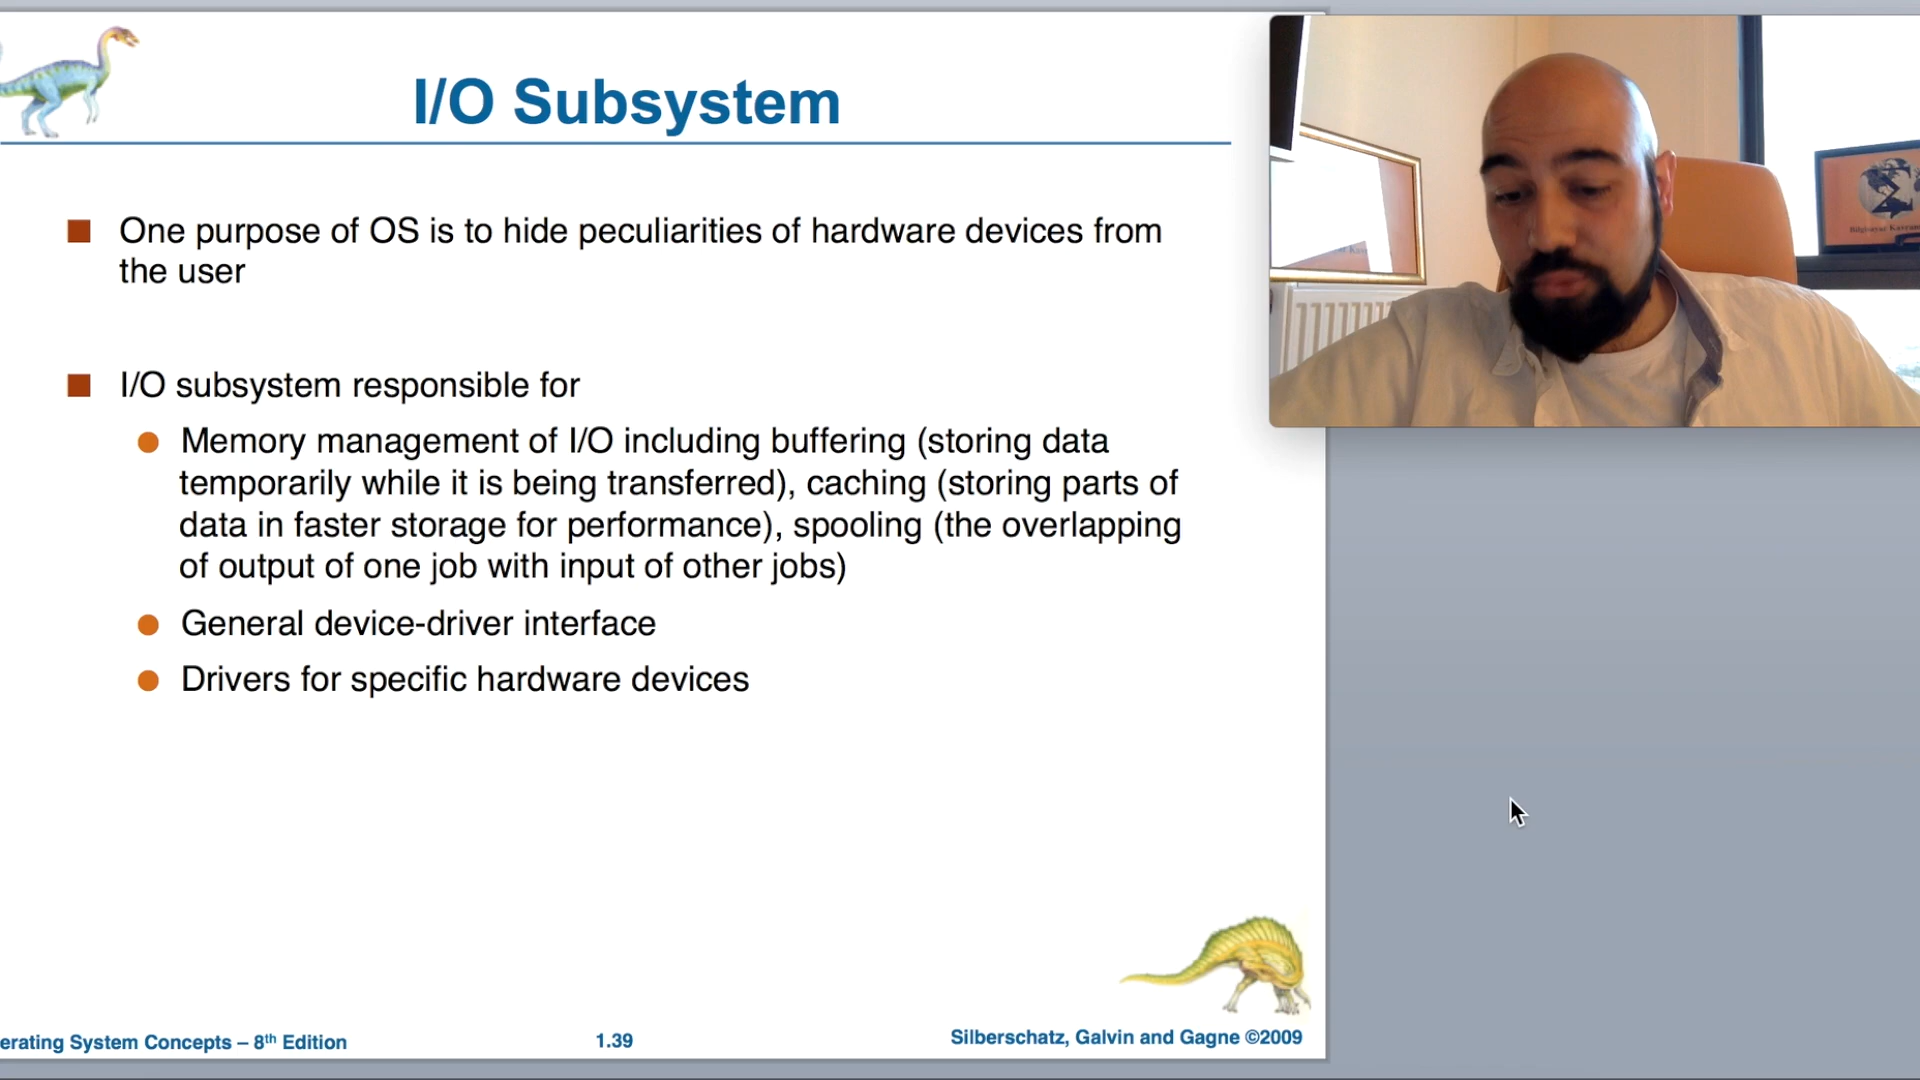 I/O Subsystem
One purpose of OS is to hide peculiarities of hardware devices from
the user
I/O subsystem responsible for
Memory management of I/O including buffering (storing data
temporarily while it is being transferred), caching (storing parts of
data in faster storage for performance), spooling (the overlapping
of output of one job with input of other jobs)
General device-driver interface
Drivers for specific hardware devices
erating System Concepts – 8th Edition
1.39
Silberschatz, Galvin and Gagne ©2009
Bilgisayar